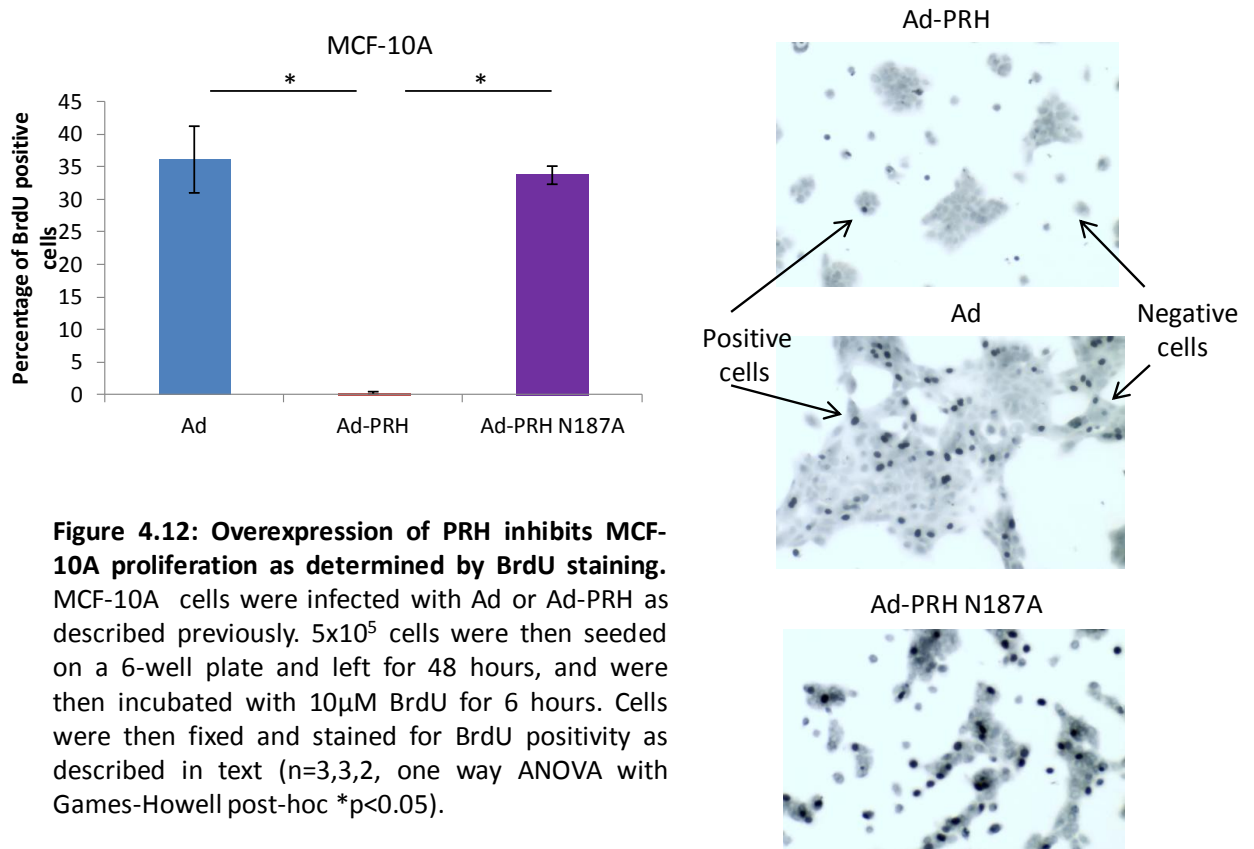 MCF-10A
*
*
Percentage of BrdU positive
cells
45
40
35
30
25
20
15
10
5
0
Ad
Ad-PRH
Ad-PRH N187A
Figure 4.12: Overexpression of PRH inhibits MCF-
10A proliferation as determined by BrdU staining.
MCF-10A cells were infected with Ad or Ad-PRH as
described previously. 5x10⁵ cells were then seeded
on a 6-well plate and left for 48 hours, and were
then incubated with 10µM BrdU for 6 hours. Cells
were then fixed and stained for BrdU positivity as
described in text (n=3,3,2, one way ANOVA with
Games-Howell post-hoc *p<0.05).
Ad-PRH
Positive
cells
Ad
Negative
cells
Ad-PRH N187A